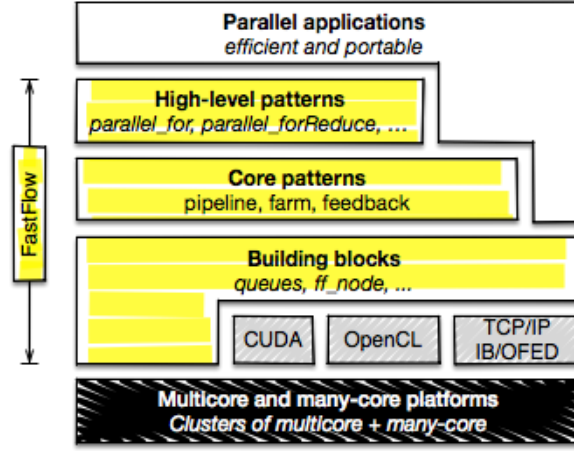 Parallel applications
efficient and portable
High-level patterns
parallel_for, parallel_forReduce, ...
Core patterns
pipeline, farm, feedback
FastFlow
Building blocks
queues, ff_node, ...
CUDA
OpenCL
TCP/IP
IB/OFED
Multicore and many-core platforms
Clusters of multicore + many-core